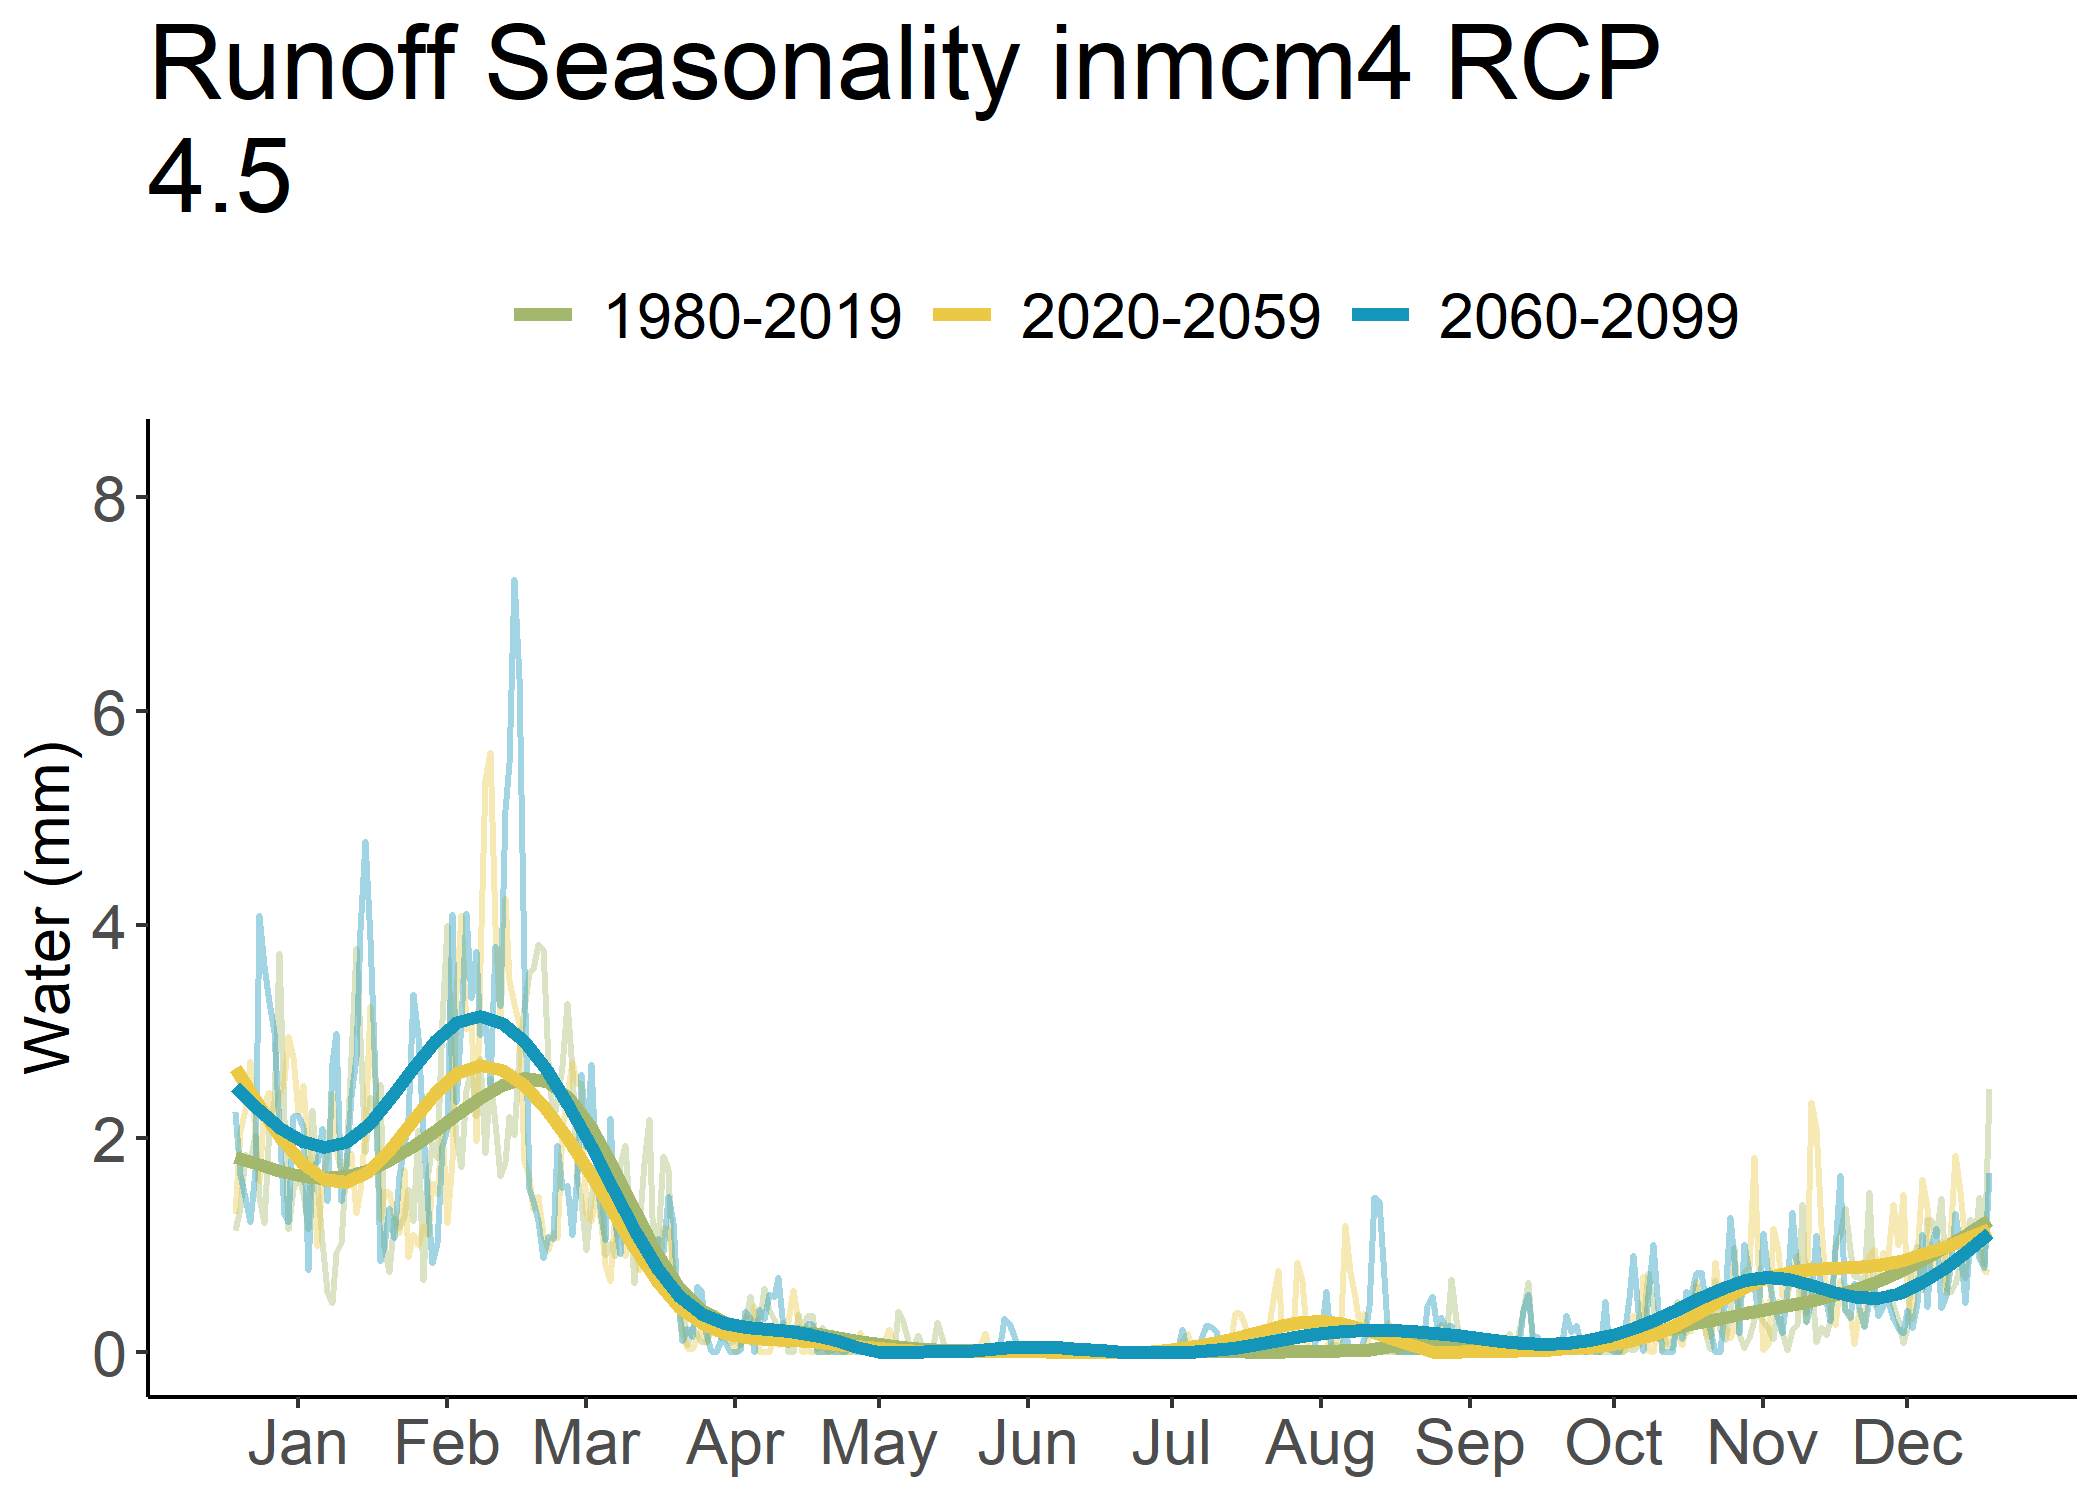 Runoff Seasonality inmcm4 RCP
4.5
1980-2019 2020-2059 2060-2099
Water (mm)
8
6
4
2
0
Jan Feb Mar Apr May Jun Jul Aug Sep Oct Nov Dec